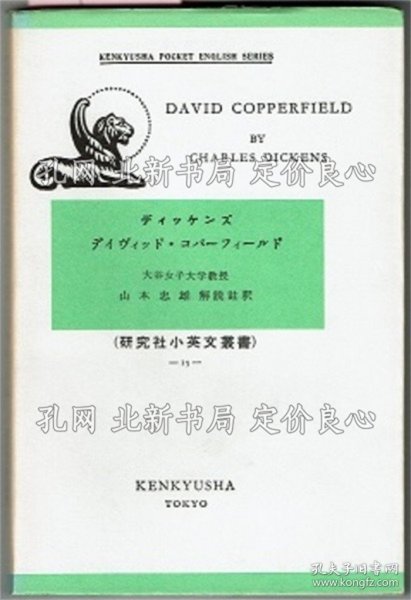 KENKYUSHA POCKET ENGLISH SERIES
DAVID COPPERFIELD
BY
CHARLES DICKENS
孔网 北新书局 定价良心
ディッケンズ
デイヴィッド・コパーフィールド
大谷女子大学教授
山本忠雄 解説註釈
(研究社小英文叢書)
孔网 北新书局 定价良心
KENKYUSHA
TOKYO
孔夫子旧书网
www.kongfz.com